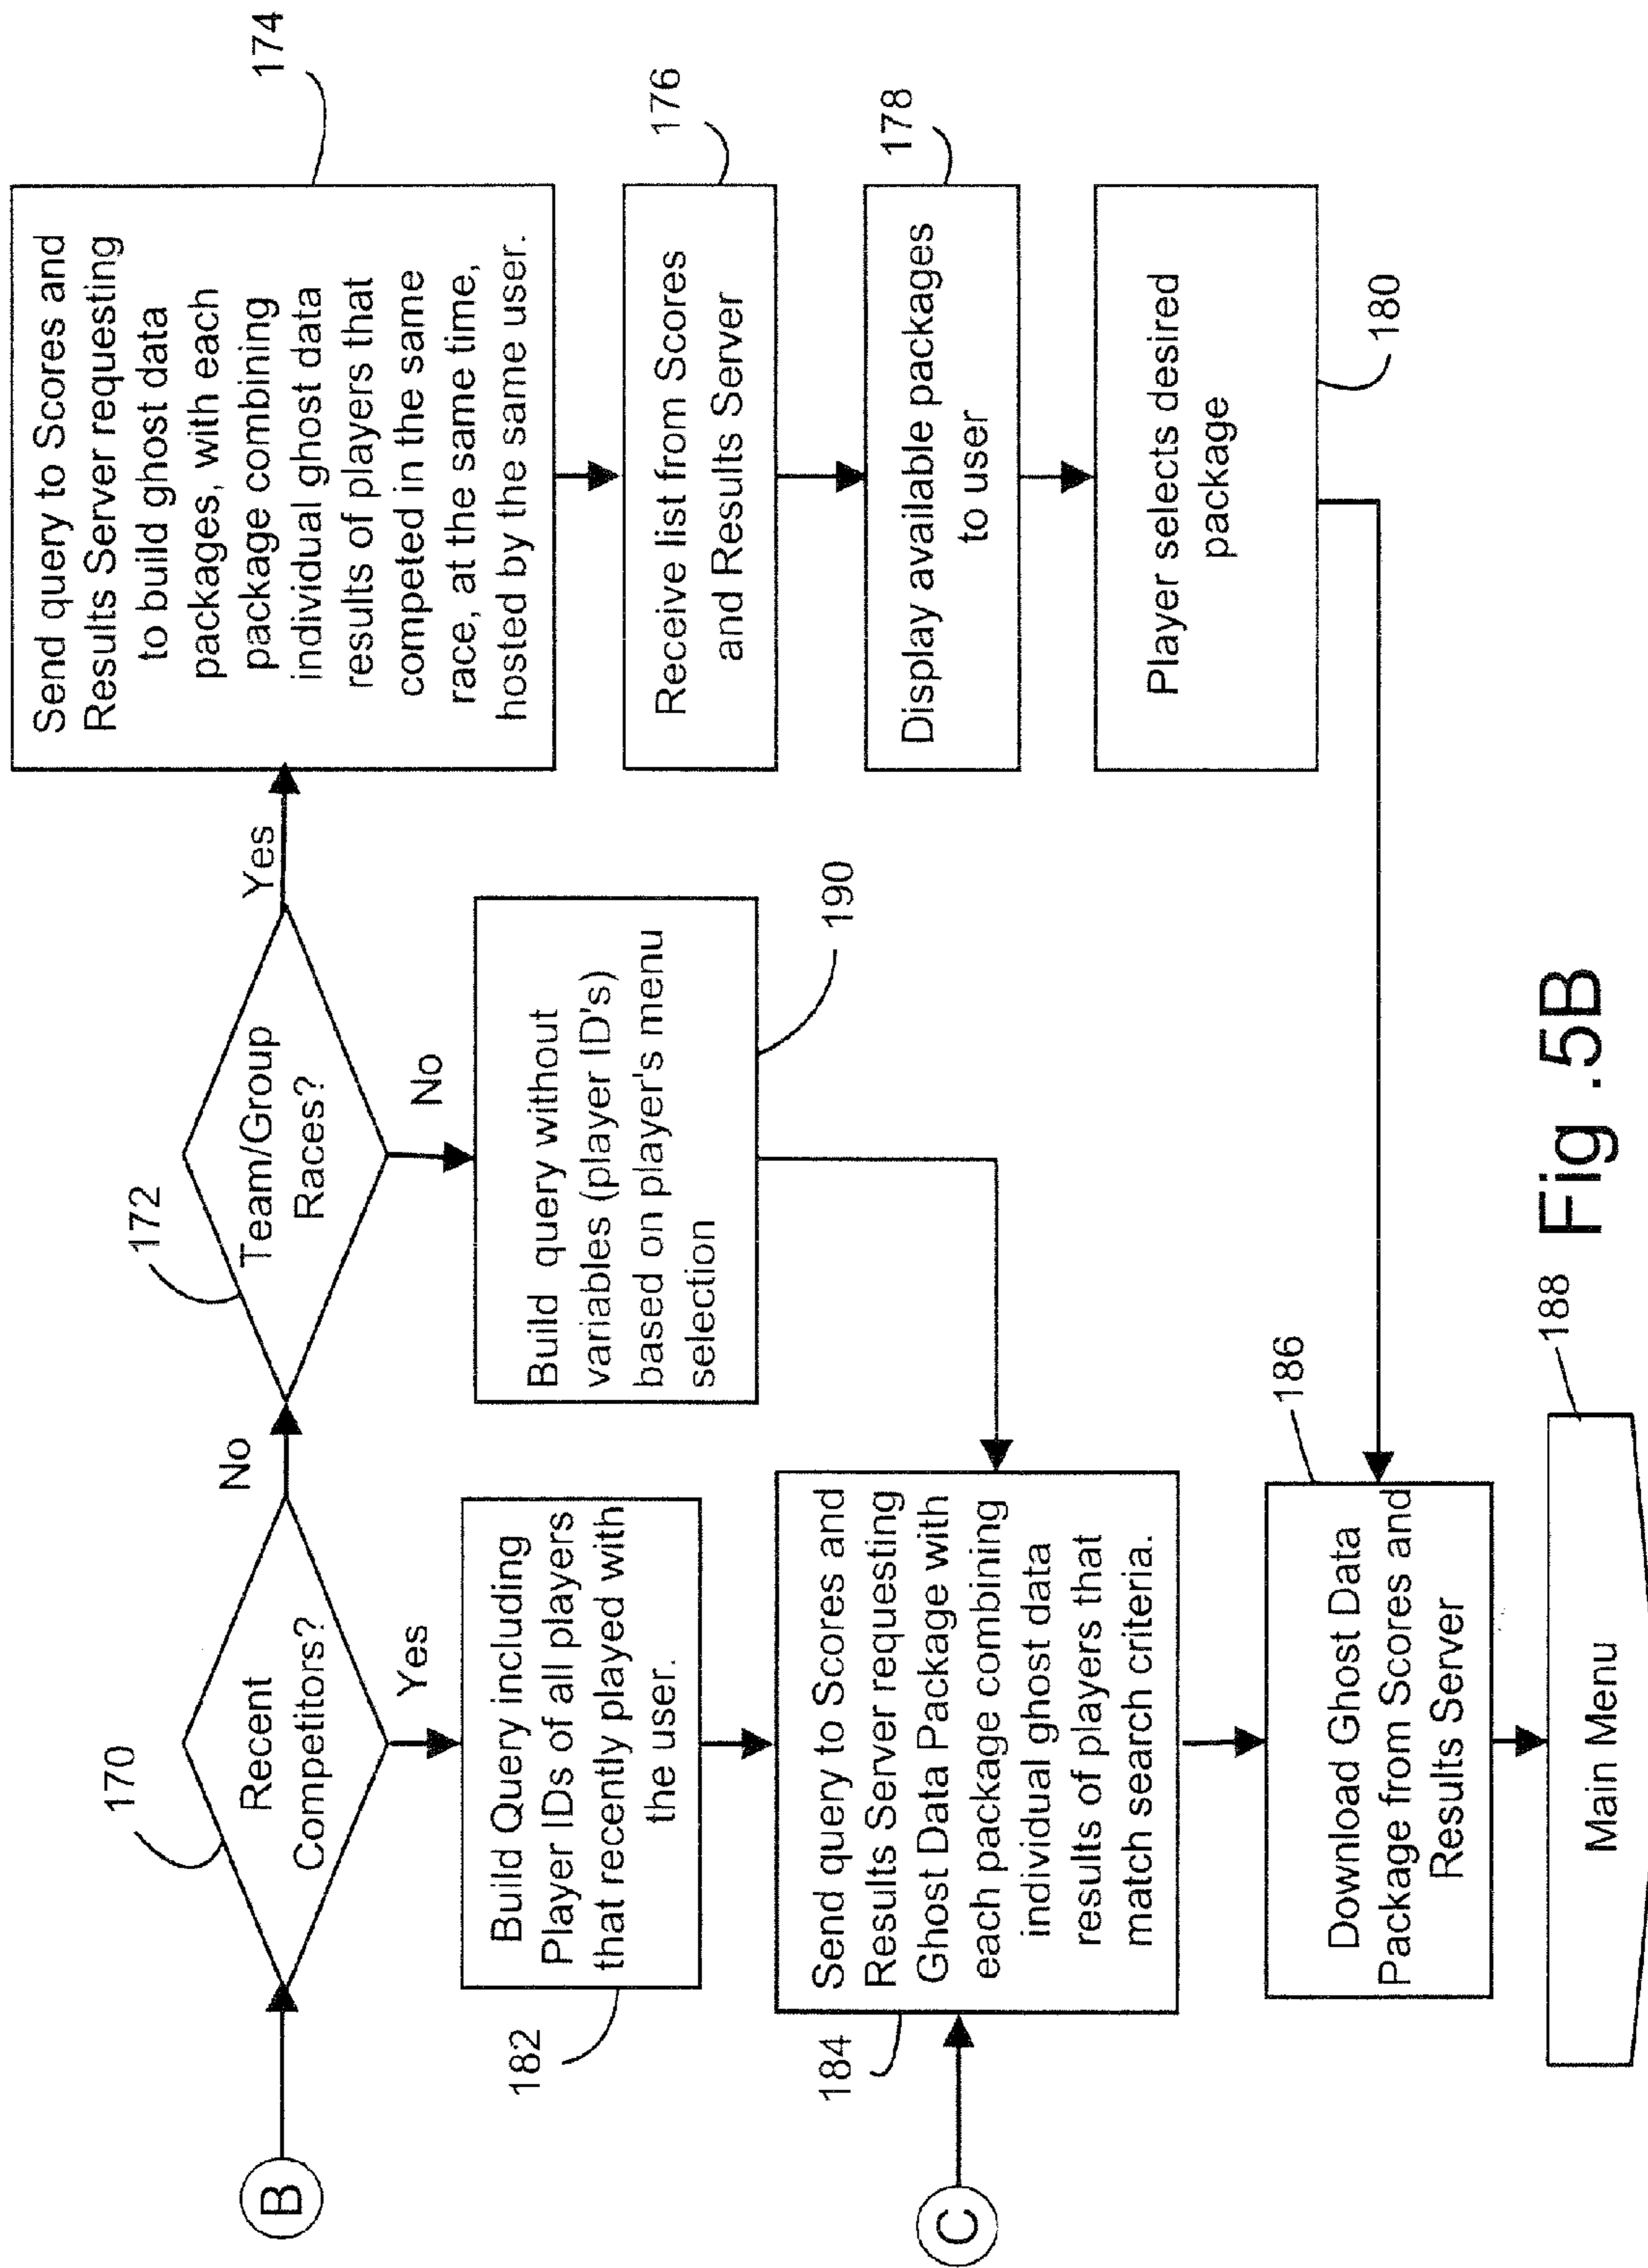 B
170
Recent
Competitors?
No
Yes
172
Team/Group
Races?
Yes
No
174
Send query to Scores and
Results Server requesting
to build ghost data
packages, with each
package combining
individual ghost data
results of players that
competed in the same
race, at the same time,
hosted by the same user.
176
Receive list from Scores
and Results Server
178
Display available packages
to user
180
Player selects desired
package
182
Build Query including
Player IDs of all players
that recently played with
the user.
190
Build query without
variables (player ID's)
based on player's menu
selection
C
184
Send query to Scores and
Results Server requesting
Ghost Data Package with
each package combining
individual ghost data
results of players that
match search criteria.
186
Download Ghost Data
Package from Scores and
Results Server
188
Main Menu
Fig .5B